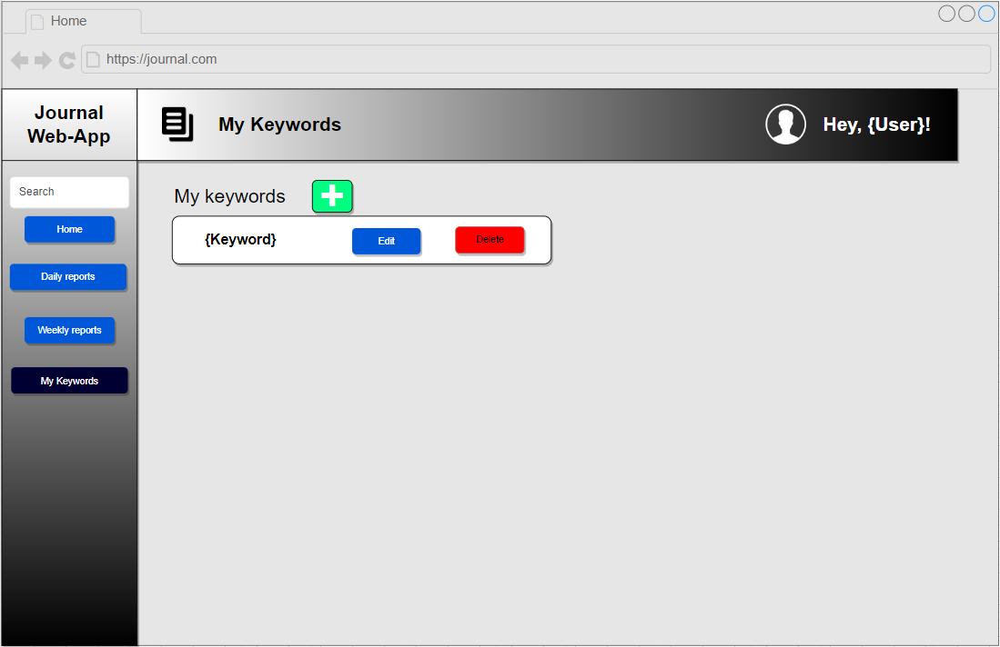 Home
https://journal.com
Journal
Web-App
My Keywords
Hey, {User}!
Search
Home
Daily reports
Weekly reports
My Keywords
My keywords
{Keyword}
Edit
Delete